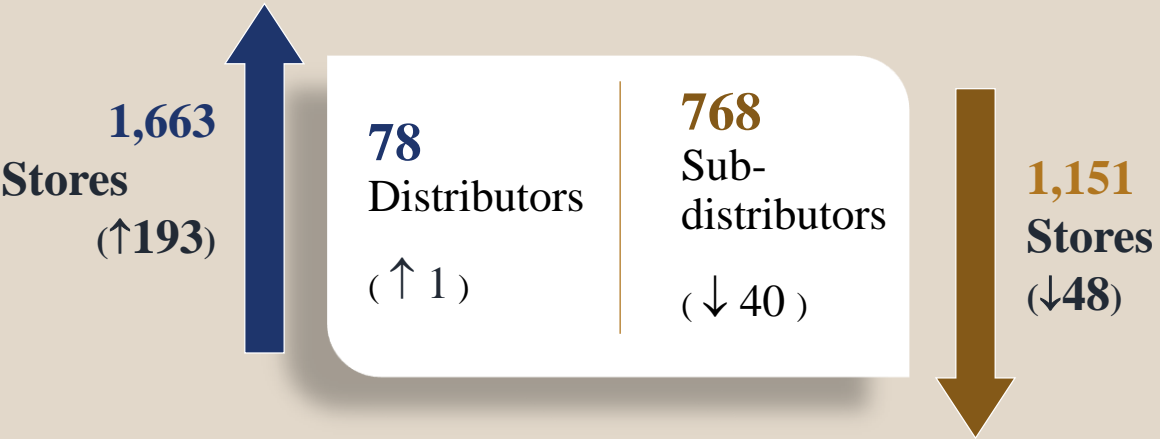 1,663
Stores
(↑193)
78
Distributors
( ↑ 1 )
768
Sub-
distributors
( ↓ 40 )
1,151
Stores
(↓48)